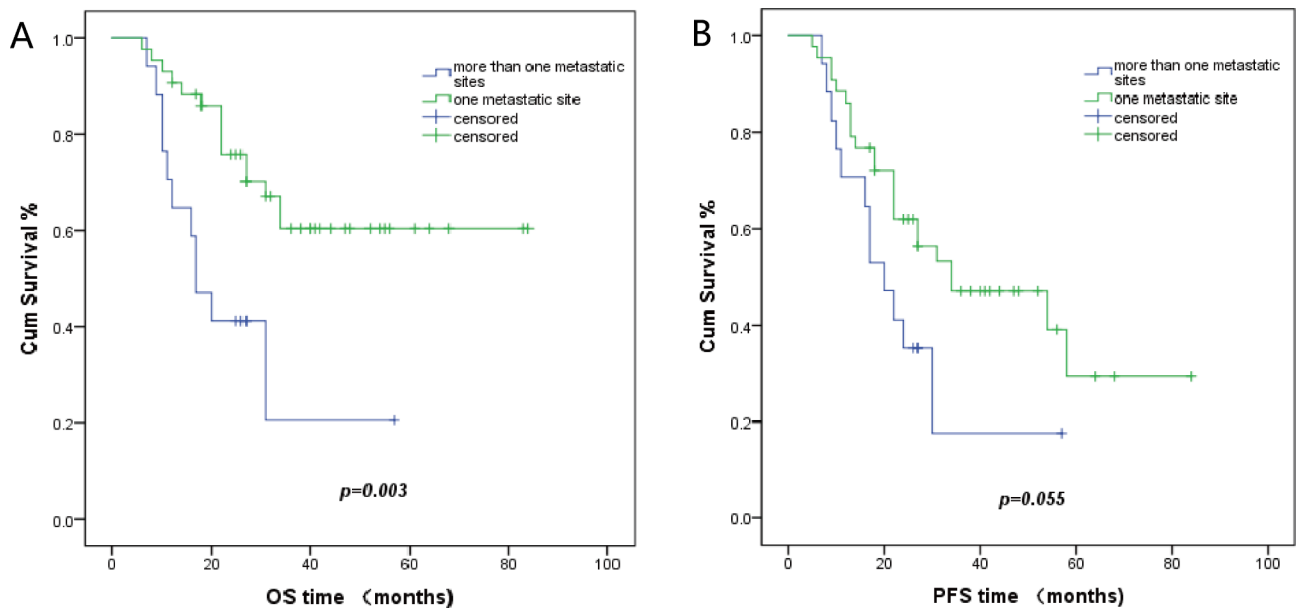 A
Cum Survival %
1.0
0.8
0.6
0.4
0.2
0.0
more than one metastatic
sites
one metastatic site
censored
censored
p=0.003
0 20 40 60 80 100
OS time （months)
B
Cum Survival %
1.0
0.8
0.6
0.4
0.2
0.0
more than one metastatic
sites
one metastatic site
censored
censored
p=0.055
0 20 40 60 80 100
PFS time （months)